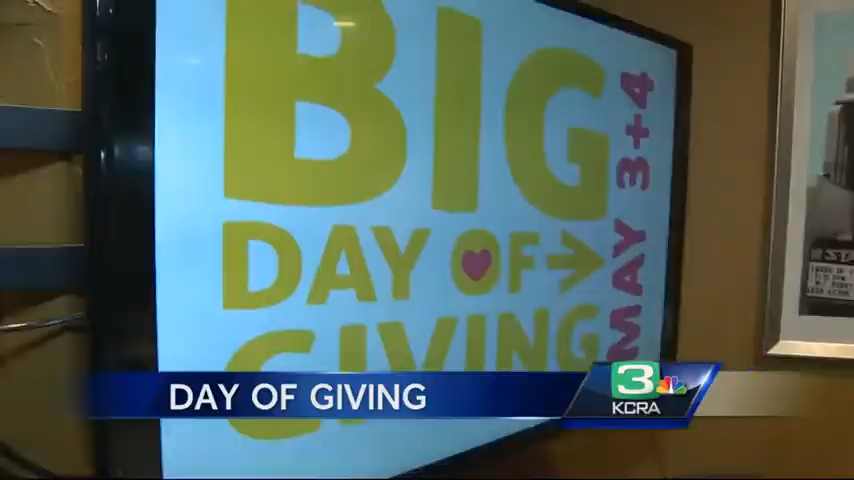 BIG
DAY OF
GIVING
MAY 3+4
DAY OF GIVING
3
KCRA